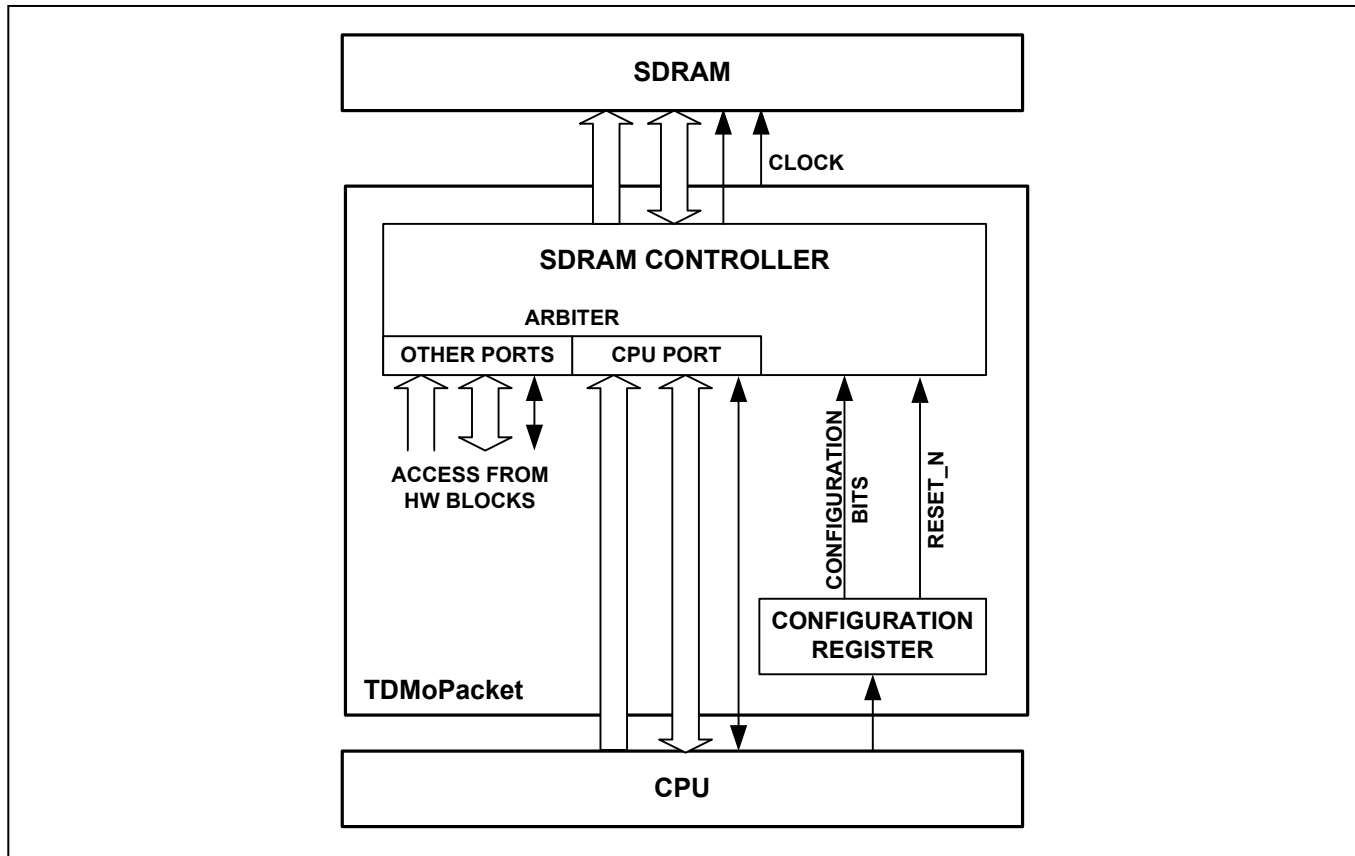 SDRAM
CLOCK
SDRAM CONTROLLER
ARBITER
OTHER PORTS
CPU PORT
ACCESS FROM
HW BLOCKS
CONFIGURATION
BITS
RESET_N
CONFIGURATION
REGISTER
TDMoPacket
CPU